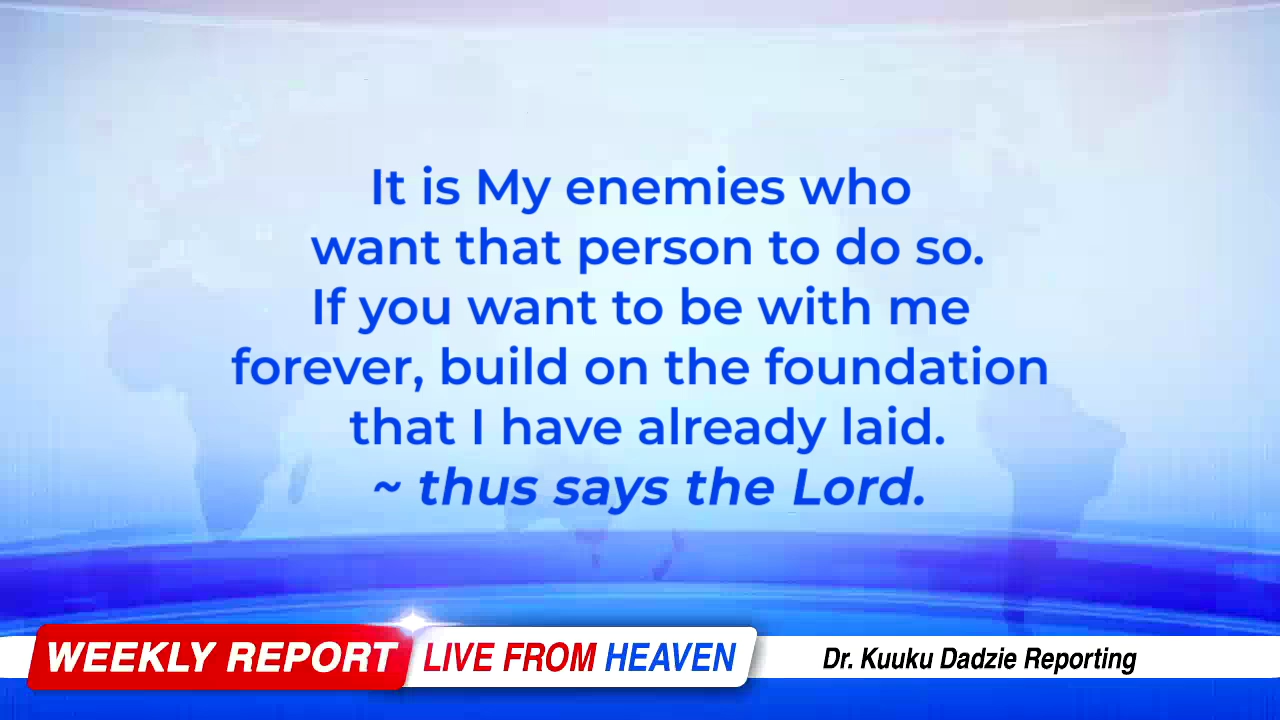 It is My enemies who
want that person to do so.
If you want to be with me
forever, build on the foundation
that I have already laid.
~ thus says the Lord.
WEEKLY REPORT LIVE FROM HEAVEN Dr. Kuuku Dadzie Reporting